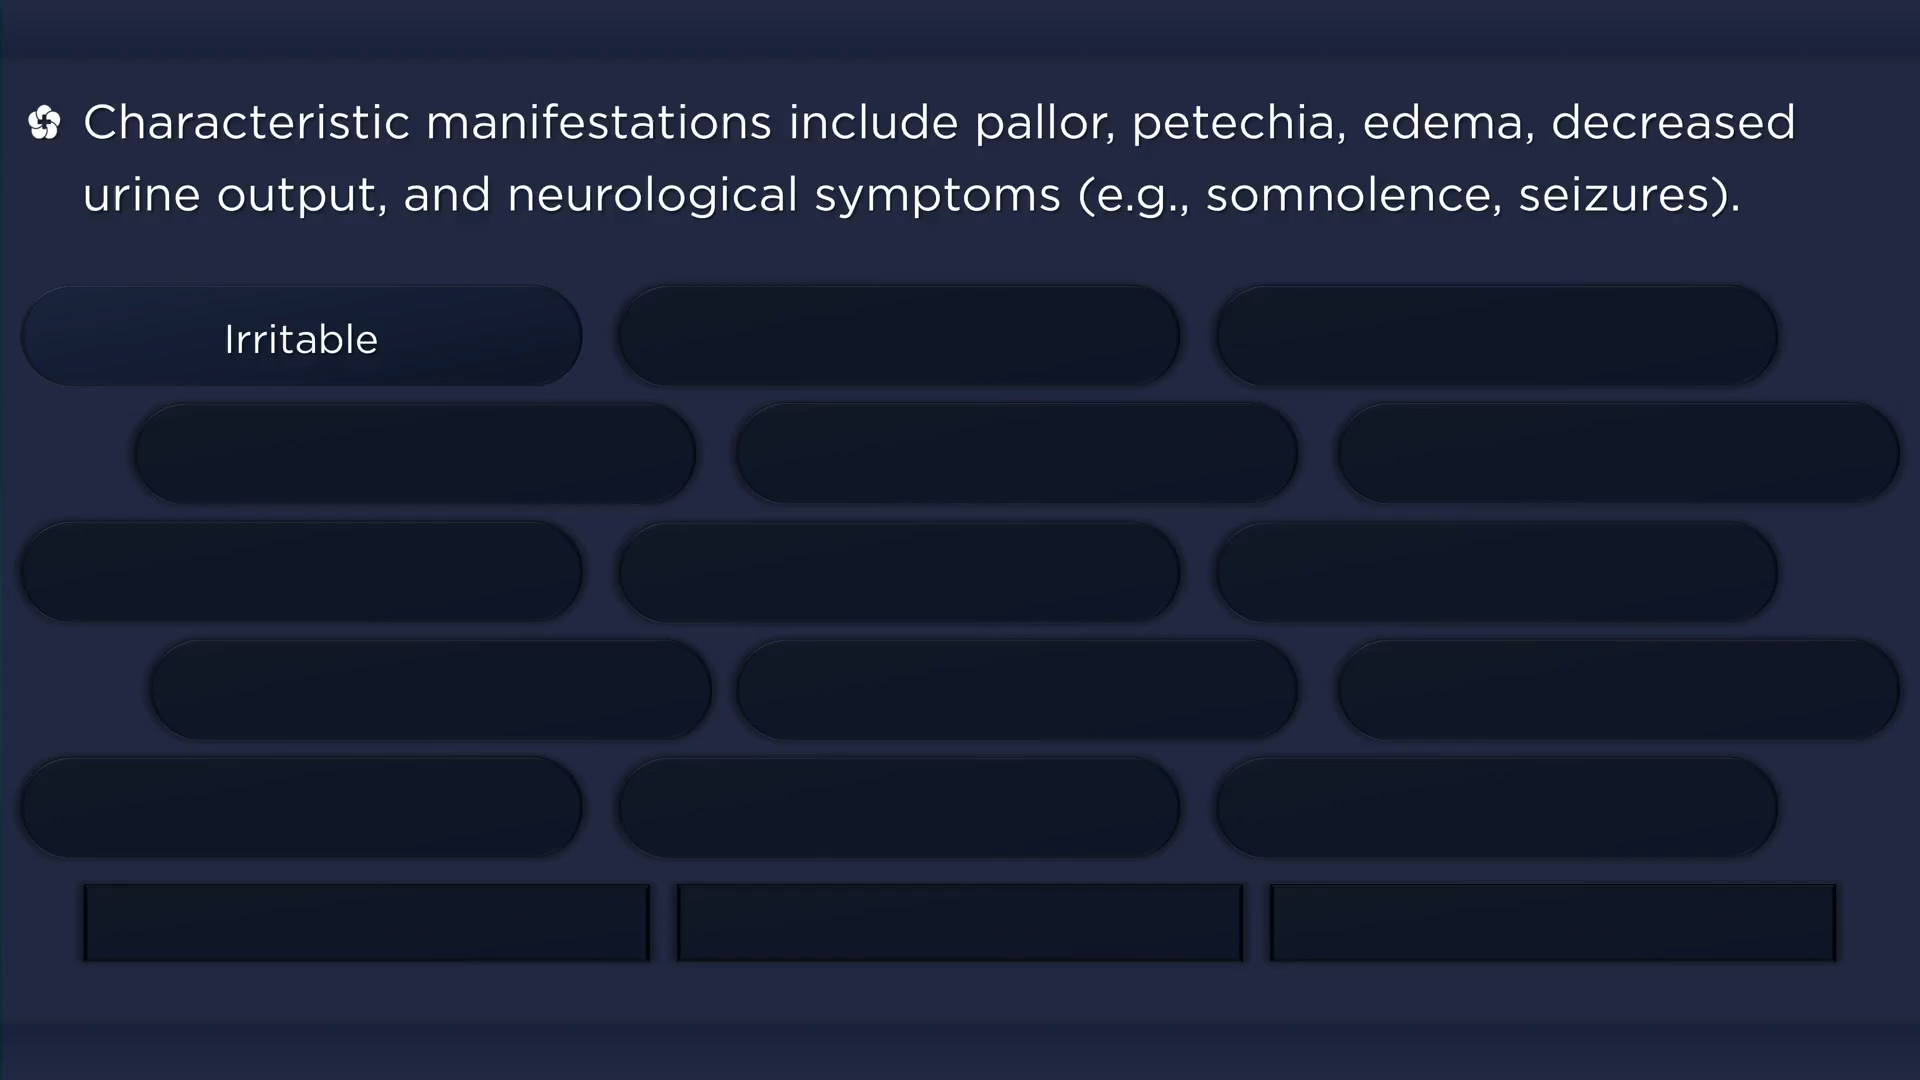 Characteristic manifestations include pallor, petechia, edema, decreased
urine output, and neurological symptoms (e.g., somnolence, seizures).
Irritable